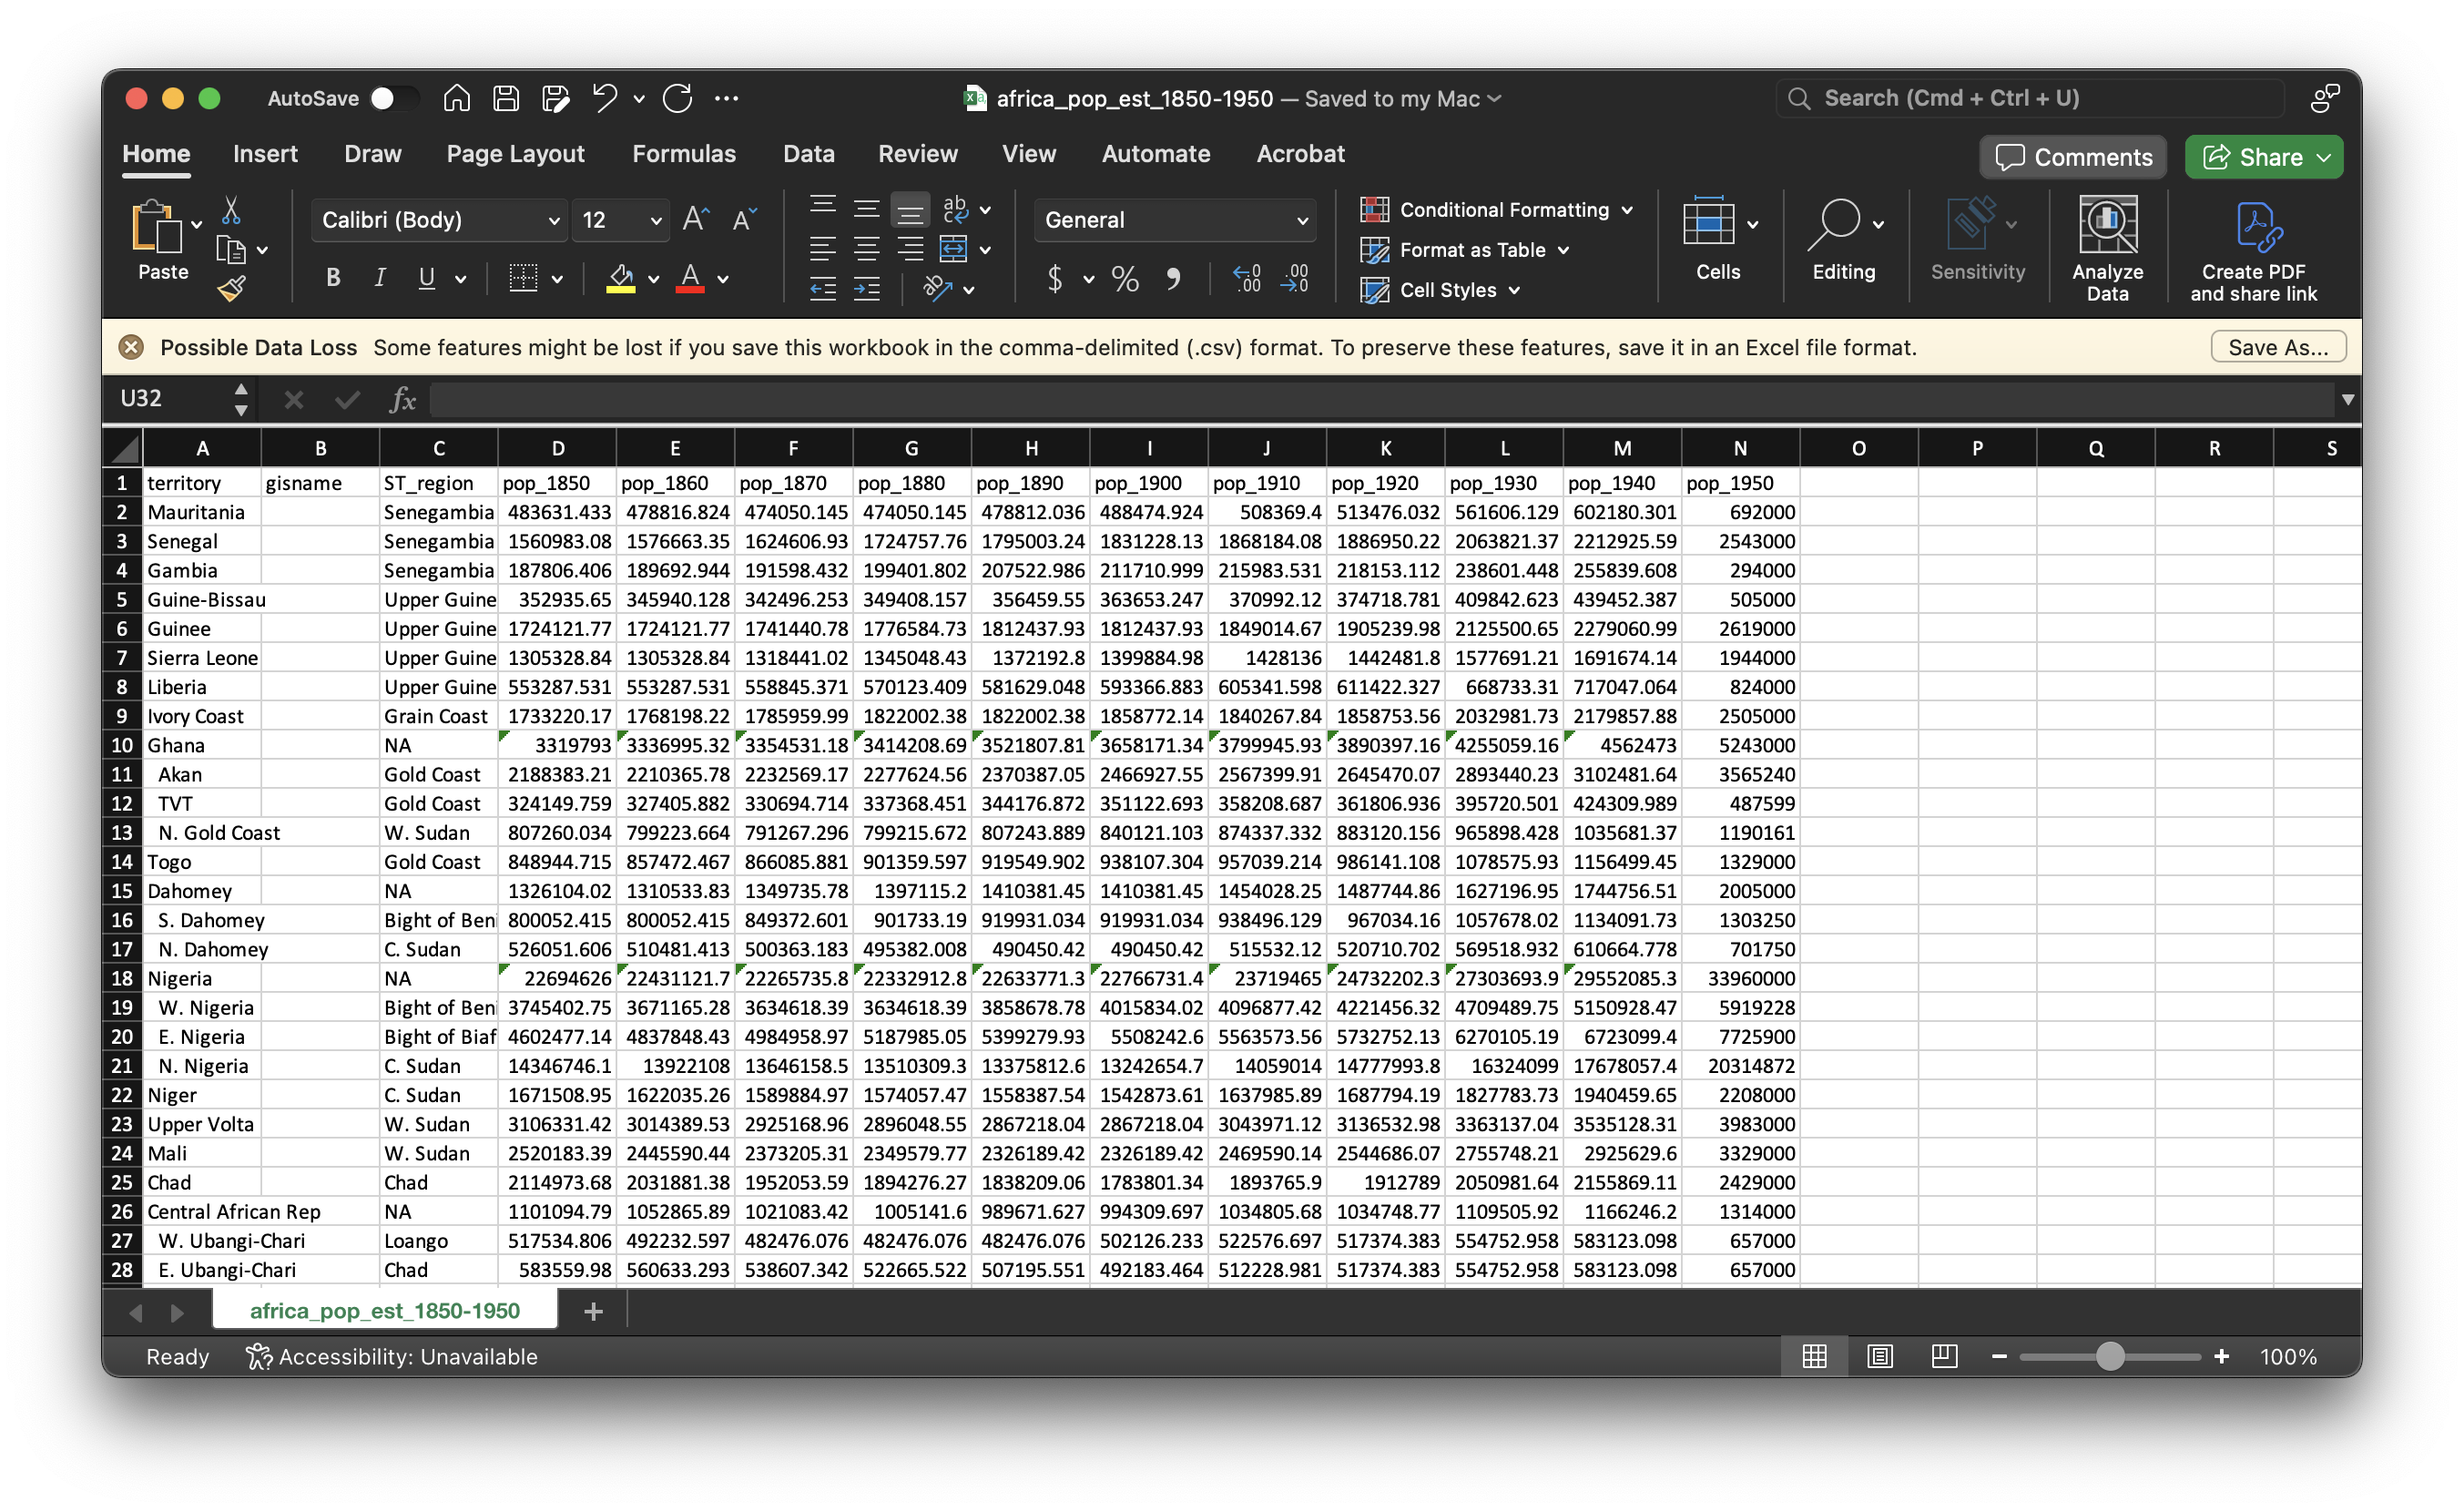 AutoSave africa_pop_est_1850-1950 — Saved to my Mac Search (Cmd + Ctrl + U)
Home Insert Draw Page Layout Formulas Data Review View Automate Acrobat Comments Share
Paste Calibri (Body) 12 General Conditional Formatting Format as Table Cell Styles Cells Editing Sensitivity Analyze Data Create PDF and share link
Possible Data Loss Some features might be lost if you save this workbook in the comma-delimited (.csv) format. To preserve these features, save it in an Excel file format. Save As...
U32 fx
A B C D E F G H I J K L M N O P Q R S
1 territory gisname ST_region pop_1850 pop_1860 pop_1870 pop_1880 pop_1890 pop_1900 pop_1910 pop_1920 pop_1930 pop_1940 pop_1950
2 Mauritania Senegambia 483631.433 478816.824 474050.145 474050.145 478812.036 488474.924 508369.4 513476.032 561606.129 602180.301 692000
3 Senegal Senegambia 1560983.08 1576663.35 1624606.93 1724757.76 1795003.24 1831228.13 1868184.08 1886950.22 2063821.37 2212925.59 2543000
4 Gambia Senegambia 187806.406 189692.944 191598.432 199401.802 207522.986 211710.999 215983.531 218153.112 238601.448 255839.608 294000
5 Guine-Bissau Upper Guine 352935.65 345940.128 342496.253 349408.157 356459.55 363653.247 370992.12 374718.781 409842.623 439452.387 505000
6 Guinee Upper Guine 1724121.77 1724121.77 1741440.78 1776584.73 1812437.93 1812437.93 1849014.67 1905239.98 2125500.65 2279060.99 2619000
7 Sierra Leone Upper Guine 1305328.84 1305328.84 1318441.02 1345048.43 1372192.8 1399884.98 1428136 1442481.8 1577691.21 1691674.14 1944000
8 Liberia Upper Guine 553287.531 553287.531 558845.371 570123.409 581629.048 593366.883 605341.598 611422.327 668733.31 717047.064 824000
9 Ivory Coast Grain Coast 1733220.17 1768198.22 1785959.99 1822002.38 1822002.38 1858772.14 1840267.84 1858753.56 2032981.73 2179857.88 2505000
10 Ghana NA 3319793 3336995.32 3354531.18 3414208.69 3521807.81 3658171.34 3799945.93 3890397.16 4255059.16 4562473 5243000
11 Akan Gold Coast 2188383.21 2210365.78 2232569.17 2277624.56 2370387.05 2466927.55 2567399.91 2645470.07 2893440.23 3102481.64 3565240
12 TVT Gold Coast 324149.759 327405.882 330694.714 337368.451 344176.872 351122.693 358208.687 361806.936 395720.501 424309.989 487599
13 N. Gold Coast W. Sudan 807260.034 799223.664 791267.296 799215.672 807243.889 840121.103 874337.332 883120.156 965898.428 1035681.37 1190161
14 Togo Gold Coast 848944.715 857472.467 866085.881 901359.597 919549.902 938107.304 957039.214 986141.108 1078575.93 1156499.45 1329000
15 Dahomey NA 1326104.02 1310533.83 1349735.78 1397115.2 1410381.45 1410381.45 1454028.25 1487744.86 1627196.95 1744756.51 2005000
16 S. Dahomey Bight of Beni 800052.415 800052.415 849372.601 901733.19 919931.034 919931.034 938496.129 967034.16 1057678.02 1134091.73 1303250
17 N. Dahomey C. Sudan 526051.606 510481.413 500363.183 495382.008 490450.42 490450.42 515532.12 520710.702 569518.932 610664.778 701750
18 Nigeria NA 22694626 22431121.7 22265735.8 22332912.8 22633771.3 22766731.4 23719465 24732202.3 27303693.9 29552085.3 33960000
19 W. Nigeria Bight of Beni 3745402.75 3671165.28 3634618.39 3634618.39 3858678.78 4015834.02 4096877.42 4221456.32 4709489.75 5150928.47 5919228
20 E. Nigeria Bight of Biaf 4602477.14 4837848.43 4984958.97 5187985.05 5399279.93 5508242.6 5563573.56 5732752.13 6270105.19 6723099.4 7725900
21 N. Nigeria C. Sudan 14346746.1 13922108 13646158.5 13510309.3 13375812.6 13242654.7 14059014 14777993.8 16324099 17678057.4 20314872
22 Niger C. Sudan 1671508.95 1622035.26 1589884.97 1574057.47 1558387.54 1542873.61 1637985.89 1687794.19 1827783.73 1940459.65 2208000
23 Upper Volta W. Sudan 3106331.42 3014389.53 2925168.96 2896048.55 2867218.04 2867218.04 3043971.12 3136532.98 3363137.04 3535128.31 3983000
24 Mali W. Sudan 2520183.39 2445590.44 2373205.31 2349579.77 2326189.42 2326189.42 2469590.14 2544686.07 2755748.21 2925629.6 3329000
25 Chad Chad 2114973.68 2031881.38 1952053.59 1894276.27 1838209.06 1783801.34 1893765.9 1912789 2050981.64 2155869.11 2429000
26 Central African Rep NA 1101094.79 1052865.89 1021083.42 1005141.6 989671.627 994309.697 1034805.68 1034748.77 1109505.92 1166246.2 1314000
27 W. Ubangi-Chari Loango 517534.806 492232.597 482476.076 482476.076 482476.076 502126.233 522576.697 517374.383 554752.958 583123.098 657000
28 E. Ubangi-Chari Chad 583559.98 560633.293 538607.342 522665.522 507195.551 492183.464 512228.981 517374.383 554752.958 583123.098 657000
africa_pop_est_1850-1950
Ready Accessibility: Unavailable 100%